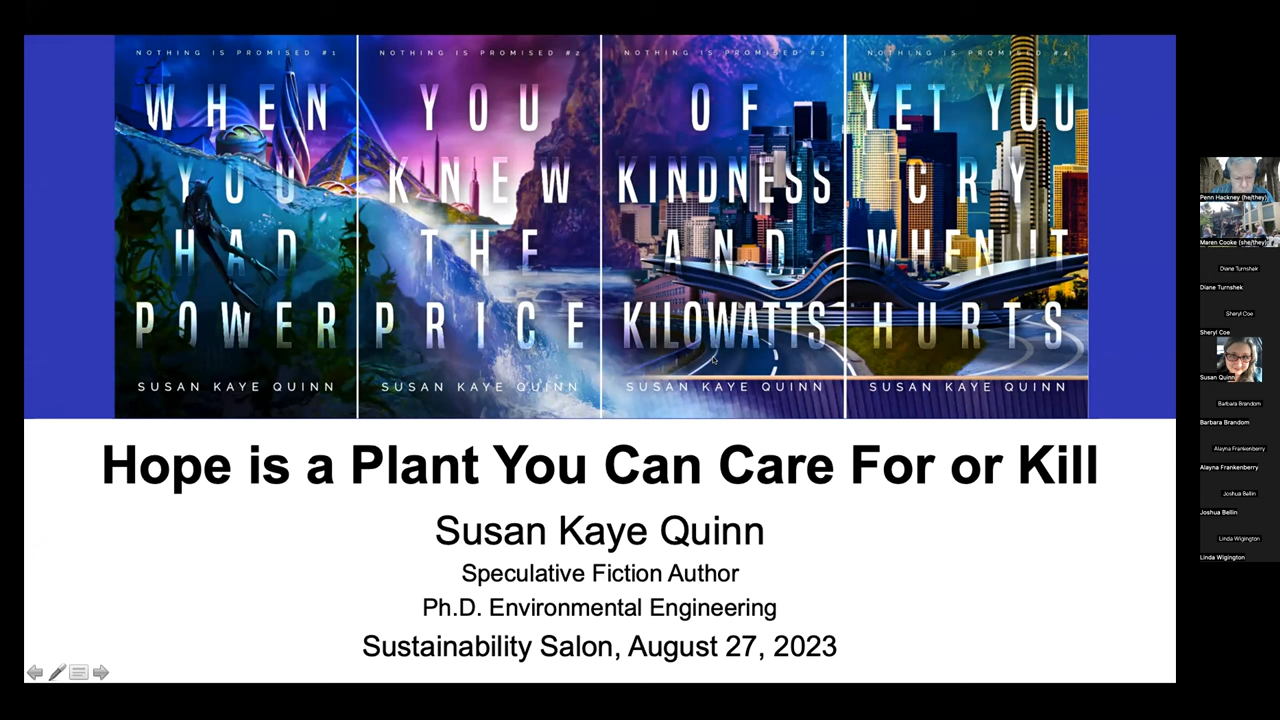 NOTHING IS PROMISED #1
WHEN
YOU
HAD
POWER
SUSAN KAYE QUINN
NOTHING IS PROMISED #2
YOU
KNEW
THE
PRICE
SUSAN KAYE QUINN
NOTHING IS PROMISED #3
OF
KINDNESS
AND
KILOWATTS
SUSAN KAYE QUINN
NOTHING IS PROMISED #4
YET YOU
CRY
WHEN IT
HURTS
SUSAN KAYE QUINN
Hope is a Plant You Can Care For or Kill
Susan Kaye Quinn
Speculative Fiction Author
Ph.D. Environmental Engineering
Sustainability Salon, August 27, 2023
Penn Hackney (he/they)
Maren Cooke (she/they)
Diane Turnshek
Diane Turnshek
Sheryl Coe
Sheryl Coe
Susan Quinn
Barbara Brandom
Barbara Brandom
Alayna Frankenberry
Alayna Frankenberry
Joshua Bellin
Joshua Bellin
Linda Wigington
Linda Wigington